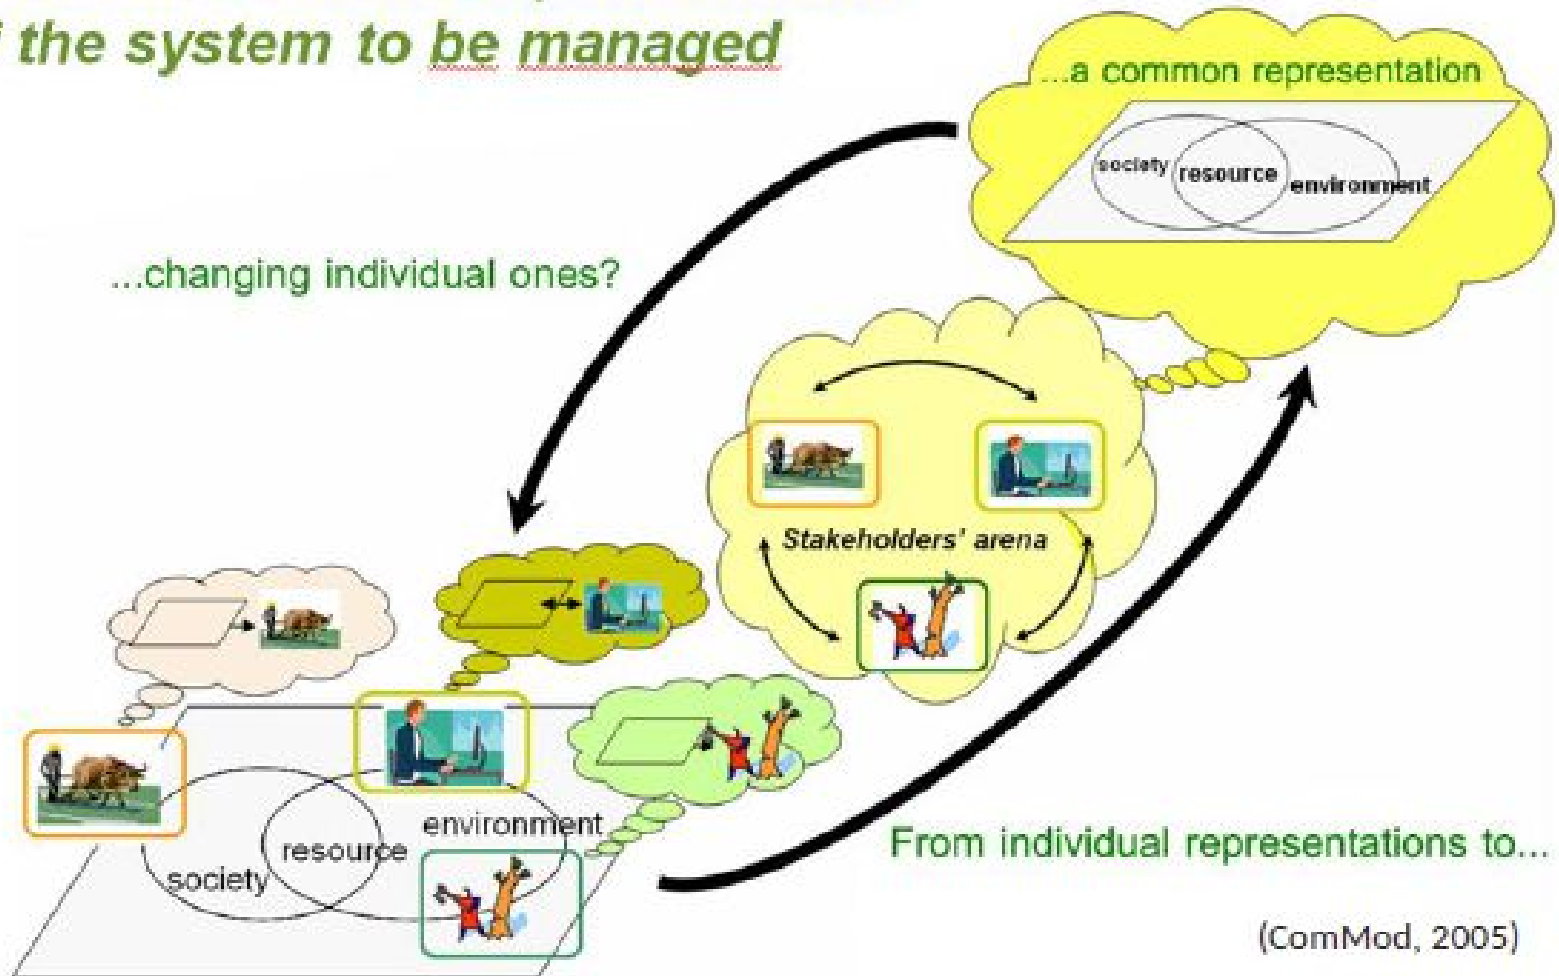 the system to be managed
...a common representation
society
resource
environment
...changing individual ones?
Stakeholders' arena
environment
resource
society
From individual representations to...
(ComMod, 2005)